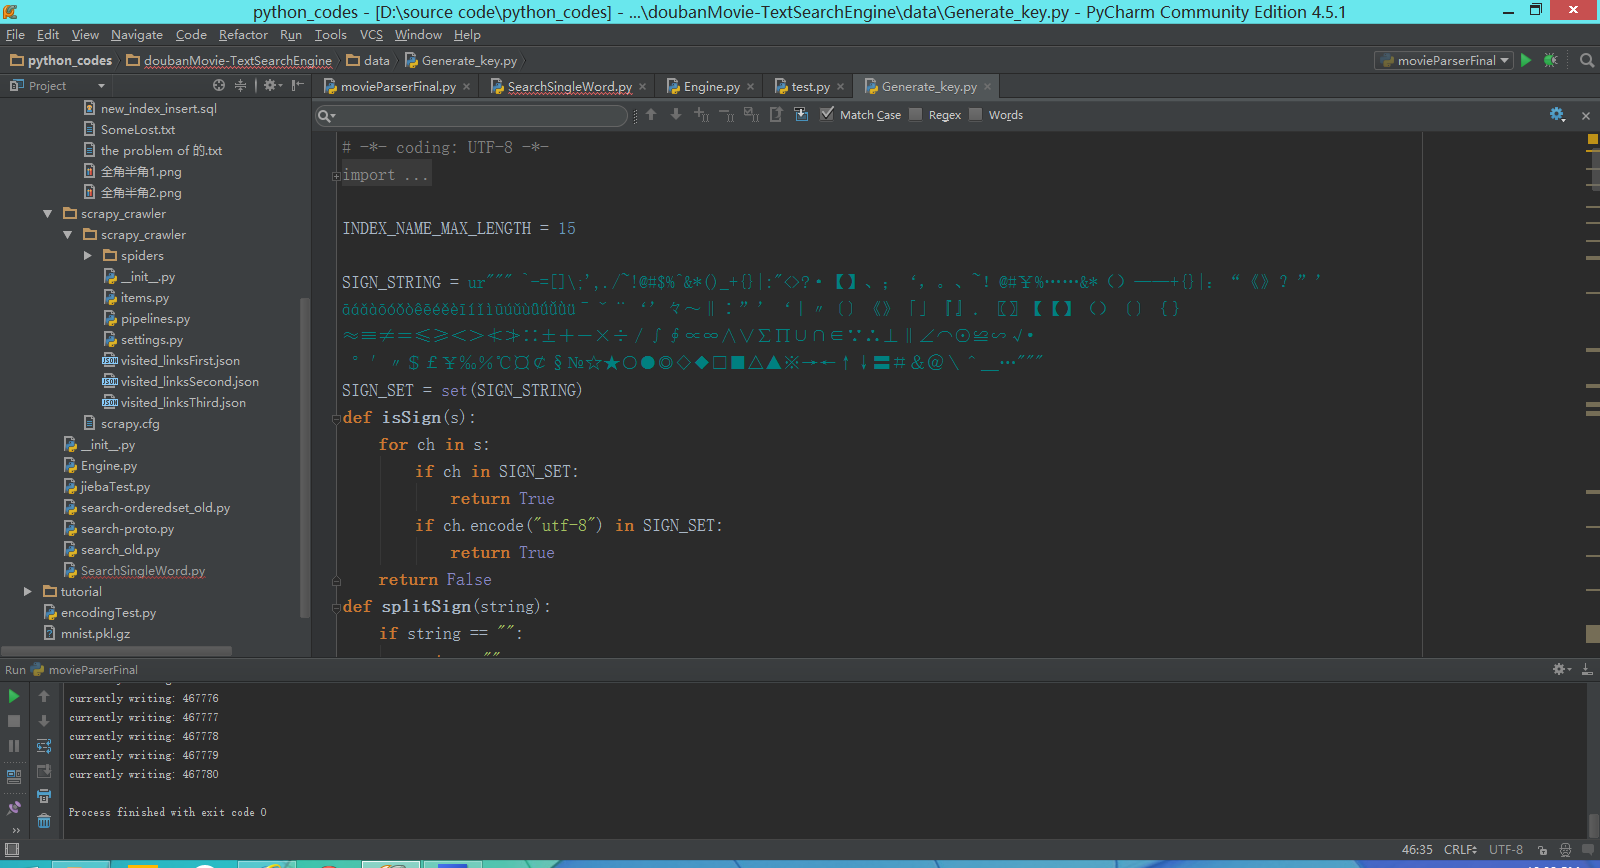 python_codes - [D:\source code\python_codes] - ...\doubanMovie-TextSearchEngine\data\Generate_key.py - PyCharm Community Edition 4.5.1
File Edit View Navigate Code Refactor Run Tools VCS Window Help
python_codes doubanMovie-TextSearchEngine data Generate_key.py movieParserFinal
Project
movieParserFinal.py SearchSingleWord.py Engine.py test.py Generate_key.py
Match Case Regex Words
new_index_insert.sql
SomeLost.txt
the problem of 的.txt
全角半角1.png
全角半角2.png
scrapy_crawler
scrapy_crawler
spiders
__init__.py
items.py
pipelines.py
settings.py
visited_linksFirst.json
visited_linksSecond.json
visited_linksThird.json
scrapy.cfg
__init__.py
Engine.py
jiebaTest.py
search-orderedset_old.py
search-proto.py
search_old.py
SearchSingleWord.py
tutorial
encodingTest.py
mnist.pkl.gz
# -*- coding: UTF-8 -*-
import ...
INDEX_NAME_MAX_LENGTH = 15
SIGN_STRING = ur""" `-=[]\;',./~!@#$%^&*()_+{}|:"<>?·【】、；‘，。、~！@#￥%……&*（）——+{}|：“《》？”’
āáǎàōóǒòêēéěèīíǐìūúǔùǖǘǚǜü
≈≡≠=≤≥<>≮≯∷±+-×÷/∫∮∝∞∧∨∑∏∪∩∈∵∴⊥∥∠⌒⊙≌∽√
°′〃$￡￥‰%℃¤￠§№☆★○●◎◇◆□■△▲※→←↑↓〓#&@\^__…"""
SIGN_SET = set(SIGN_STRING)
def isSign(s):
for ch in s:
if ch in SIGN_SET:
return True
if ch.encode("utf-8") in SIGN_SET:
return True
return False
def splitSign(string):
if string == "":
Run movieParserFinal
currently writing: 467776
currently writing: 467777
currently writing: 467778
currently writing: 467779
currently writing: 467780
Process finished with exit code 0
46:35 CRLF UTF-8